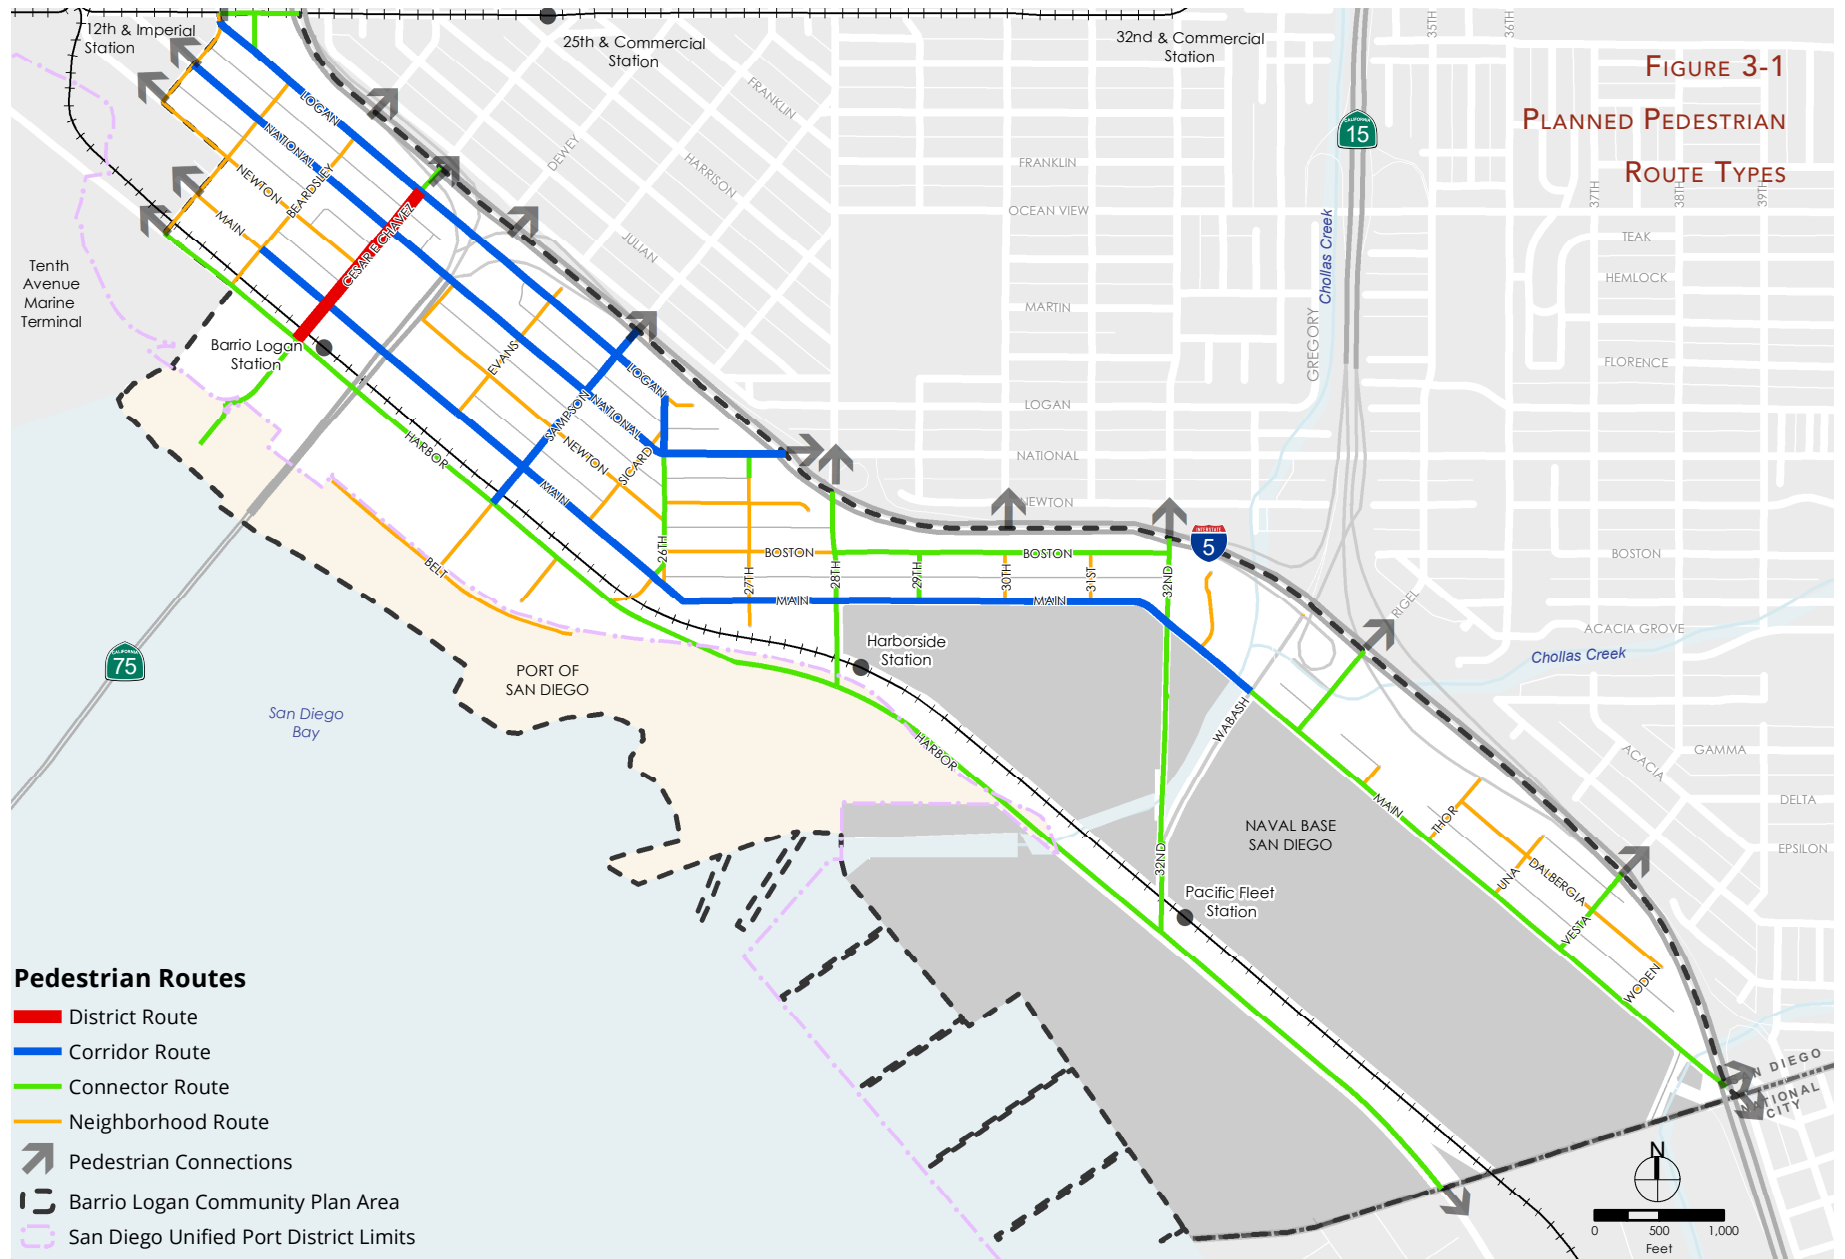 FIGURE 3-1
PLANNED PEDESTRIAN
ROUTE TYPES
12th & Imperial
Station
25th & Commercial
Station
32nd & Commercial
Station
35TH
36TH
CALIFORNIA
15
FRANKLIN
DEWEY
HARRISON
JULIAN
FRANKLIN
OCEAN VIEW
MARTIN
LOGAN
NATIONAL
NEWTON
GREGORY
Chollas Creek
37TH
38TH
39TH
TEAK
HEMLOCK
FLORENCE
BOSTON
ACACIA GROVE
Chollas Creek
RIGEL
ACACIA
GAMMA
DELTA
EPSILON
LOGAN
NATIONAL
NEWTON
BEARDSLEY
MAIN
CESAR E CHAVEZ
Tenth
Avenue
Marine
Terminal
Barrio Logan
Station
EVANS
LOGAN
SAMPSON
NATIONAL
NEWTON
SICARD
HARBOR
MAIN
BELT
26TH
27TH
BOSTON
28TH
29TH
BOSTON
30TH
31ST
32ND
INTERSTATE
5
MAIN
MAIN
Harborside
Station
CALIFORNIA
75
PORT OF
SAN DIEGO
San Diego
Bay
HARBOR
WABASH
32ND
NAVAL BASE
SAN DIEGO
Pacific Fleet
Station
MAIN
THOR
UNA
DALBERGIA
VESTA
WODEN
SAN DIEGO
NATIONAL
CITY
Pedestrian Routes
District Route
Corridor Route
Connector Route
Neighborhood Route
Pedestrian Connections
Barrio Logan Community Plan Area
San Diego Unified Port District Limits
N
0 500 1,000
Feet